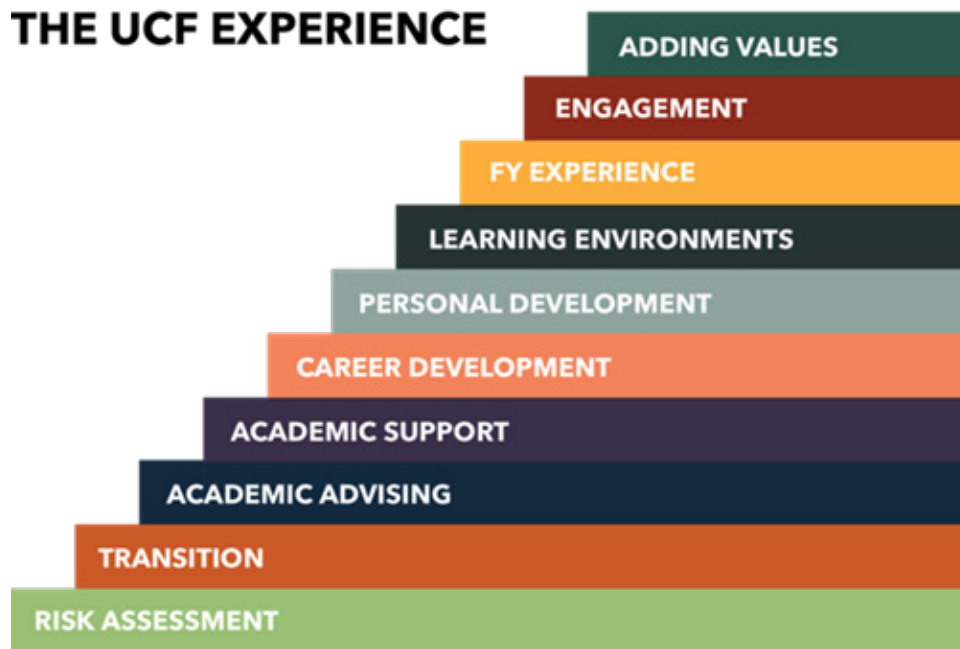 THE UCF EXPERIENCE
ADDING VALUES
ENGAGEMENT
FY EXPERIENCE
LEARNING ENVIRONMENTS
PERSONAL DEVELOPMENT
CAREER DEVELOPMENT
ACADEMIC SUPPORT
ACADEMIC ADVISING
TRANSITION
RISK ASSESSMENT